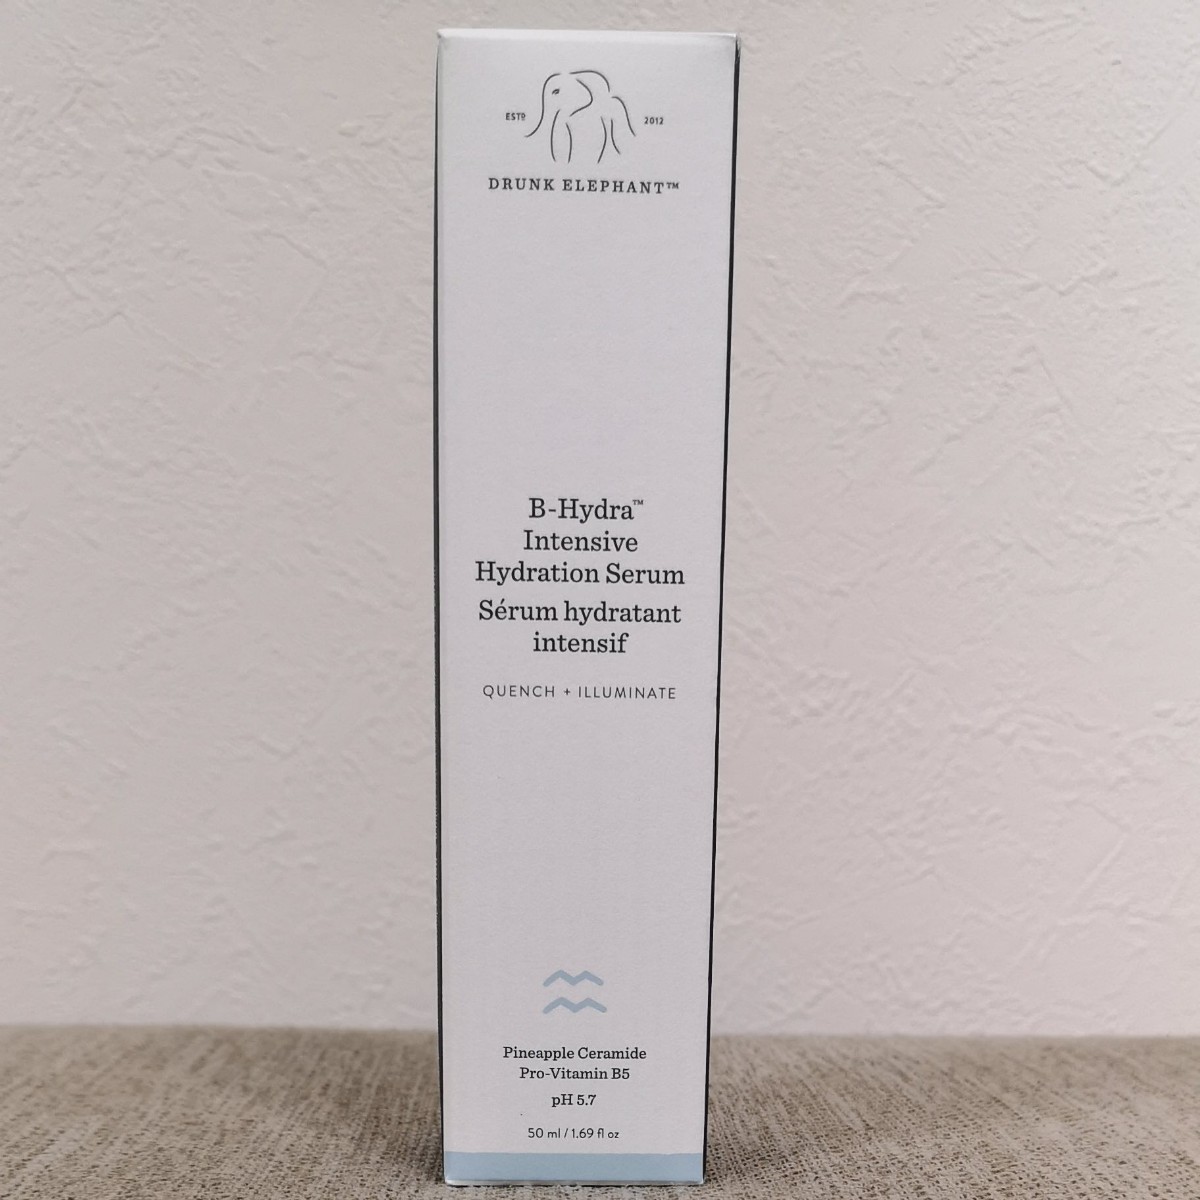 ESTD 2012
DRUNK ELEPHANT™
B-Hydra™
Intensive
Hydration Serum
Sérum hydratant
intensif
QUENCH + ILLUMINATE
Pineapple Ceramide
Pro-Vitamin B5
pH 5.7
50 ml / 1.69 fl oz